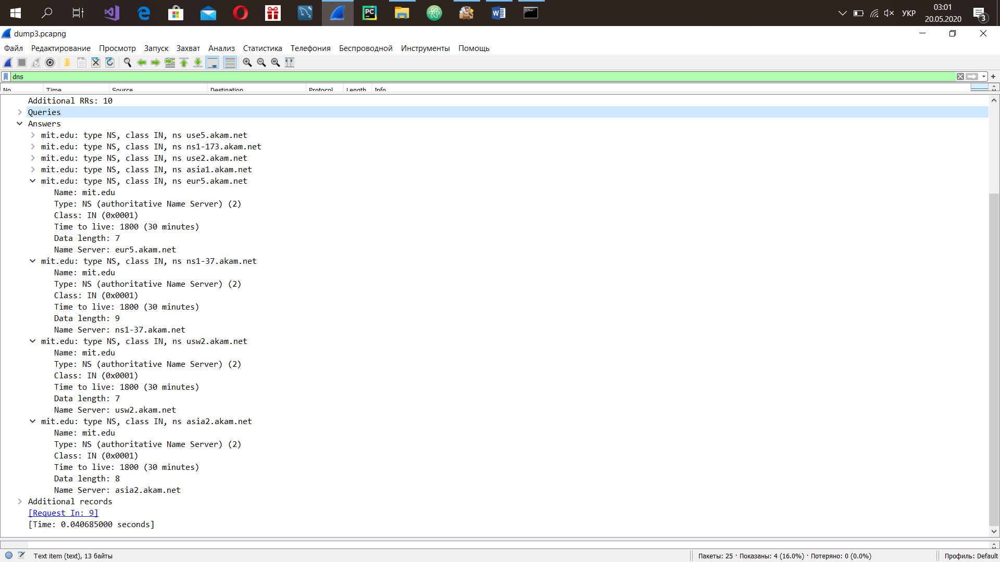 PC
W
УКР
03:01
20.05.2020
3
dump3.pcapng
Файл Редактирование Просмотр Запуск Захват Анализ Статистика Телефония Беспроводной Инструменты Помощь
dns
No. Time Source Destination Protocol Length Info
Additional RRs: 10
Queries
Answers
mit.edu: type NS, class IN, ns use5.akam.net
mit.edu: type NS, class IN, ns ns1-173.akam.net
mit.edu: type NS, class IN, ns use2.akam.net
mit.edu: type NS, class IN, ns asia1.akam.net
mit.edu: type NS, class IN, ns eur5.akam.net
Name: mit.edu
Type: NS (authoritative Name Server) (2)
Class: IN (0x0001)
Time to live: 1800 (30 minutes)
Data length: 7
Name Server: eur5.akam.net
mit.edu: type NS, class IN, ns ns1-37.akam.net
Name: mit.edu
Type: NS (authoritative Name Server) (2)
Class: IN (0x0001)
Time to live: 1800 (30 minutes)
Data length: 9
Name Server: ns1-37.akam.net
mit.edu: type NS, class IN, ns usw2.akam.net
Name: mit.edu
Type: NS (authoritative Name Server) (2)
Class: IN (0x0001)
Time to live: 1800 (30 minutes)
Data length: 7
Name Server: usw2.akam.net
mit.edu: type NS, class IN, ns asia2.akam.net
Name: mit.edu
Type: NS (authoritative Name Server) (2)
Class: IN (0x0001)
Time to live: 1800 (30 minutes)
Data length: 8
Name Server: asia2.akam.net
Additional records
[Request In: 9]
[Time: 0.040685000 seconds]
Text item (text), 13 байты
Пакеты: 25 · Показаны: 4 (16.0%) · Потеряно: 0 (0.0%)
Профиль: Default